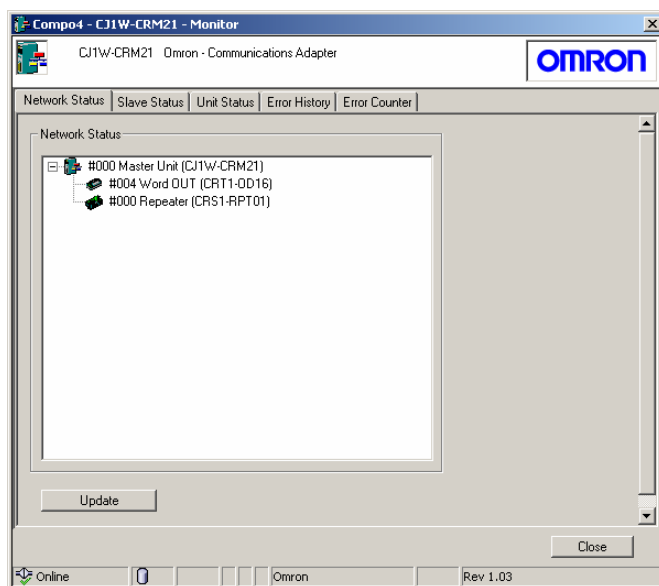 Compo4 - CJ1W-CRM21 - Monitor
CJ1W-CRM21 Omron - Communications Adapter
OMRON
Network Status Slave Status Unit Status Error History Error Counter
Network Status
#000 Master Unit (CJ1W-CRM21)
#004 Word OUT (CRT1-OD16)
#000 Repeater (CRS1-RPT01)
Update
Close
Online Omron Rev 1.03